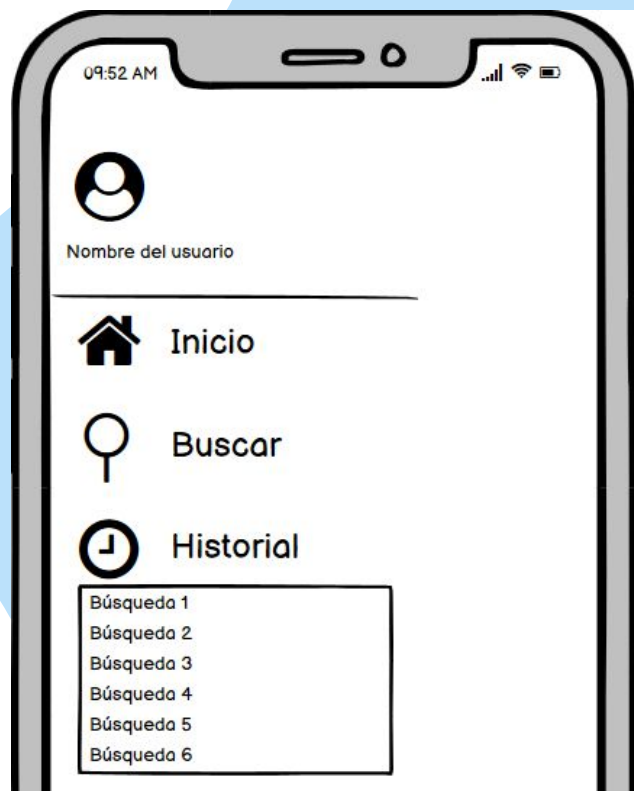 09:52 AM
Nombre del usuario
Inicio
Buscar
Historial
Búsqueda 1
Búsqueda 2
Búsqueda 3
Búsqueda 4
Búsqueda 5
Búsqueda 6